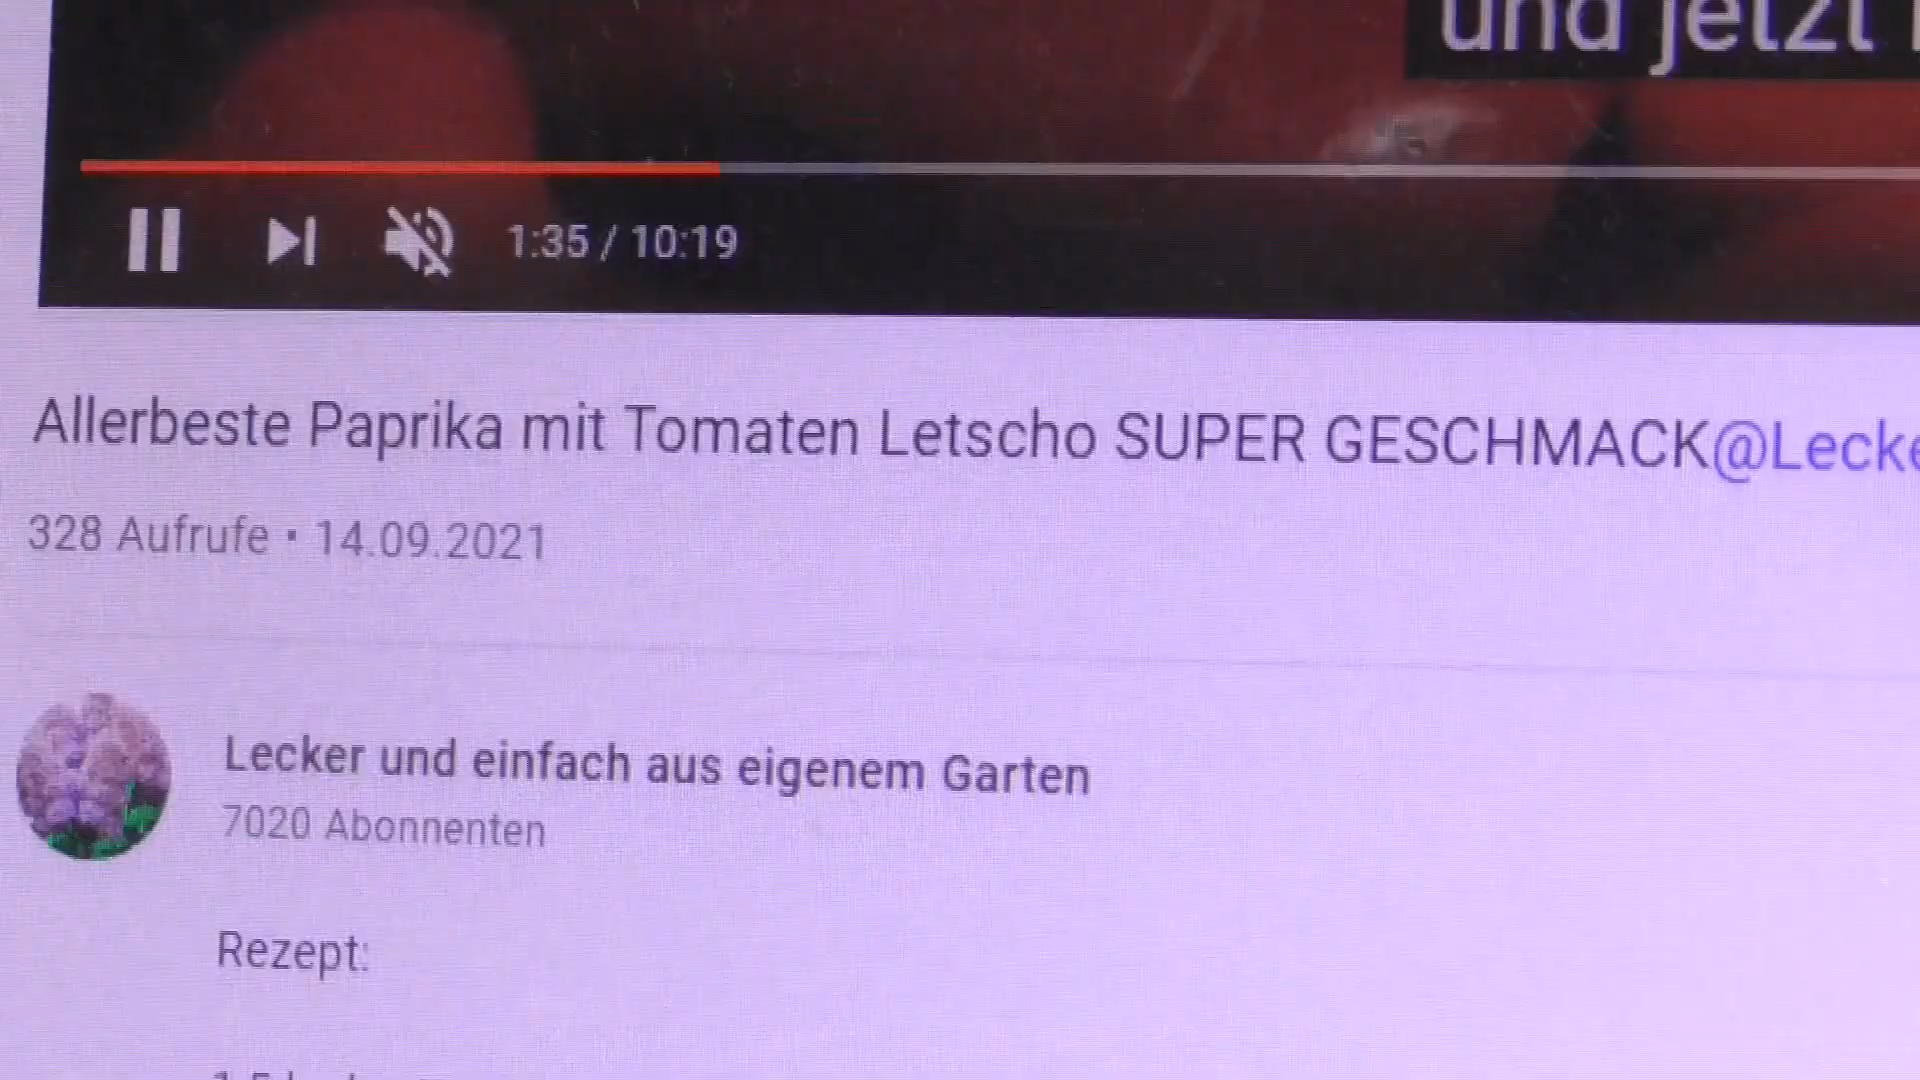 und jetzt
1:35 / 10:19
Allerbeste Paprika mit Tomaten Letscho SUPER GESCHMACK@Lecke
328 Aufrufe • 14.09.2021
Lecker und einfach aus eigenem Garten
7020 Abonnenten
Rezept: